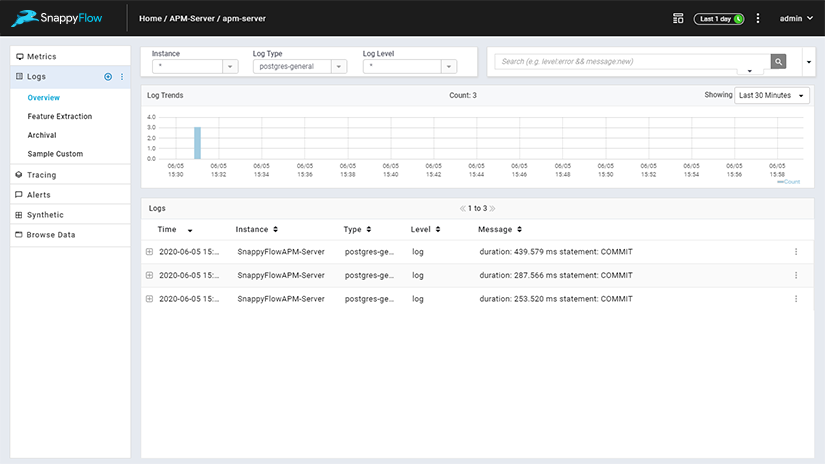 SnappyFlow
Home / APM-Server / apm-server
Last 1 day
admin
Metrics
Logs
Overview
Feature Extraction
Archival
Sample Custom
Tracing
Alerts
Synthetic
Browse Data
Instance
*
Log Type
postgres-general
Log Level
*
Search (e.g. level:error && message:new)
Log Trends
Count: 3
Showing
Last 30 Minutes
4.0
3.0
2.0
1.0
0.0
06/05 06/05 06/05 06/05 06/05 06/05 06/05 06/05 06/05 06/05 06/05 06/05 06/05 06/05 06/05
15:30 15:32 15:34 15:36 15:38 15:40 15:42 15:44 15:46 15:48 15:50 15:52 15:54 15:56 15:58
Count
Logs
1 to 3
Time Instance Type Level Message
2020-06-05 15:... SnappyFlowAPM-Server postgres-ge... log duration: 439.579 ms statement: COMMIT
2020-06-05 15:... SnappyFlowAPM-Server postgres-ge... log duration: 287.566 ms statement: COMMIT
2020-06-05 15:... SnappyFlowAPM-Server postgres-ge... log duration: 253.520 ms statement: COMMIT